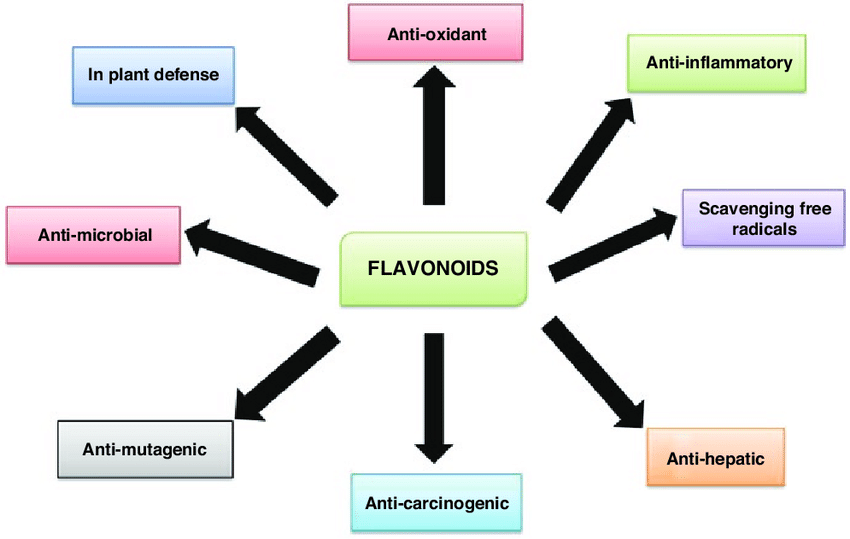 Anti-oxidant
Anti-inflammatory
In plant defense
Scavenging free
radicals
Anti-microbial
FLAVONOIDS
Anti-mutagenic
Anti-hepatic
Anti-carcinogenic